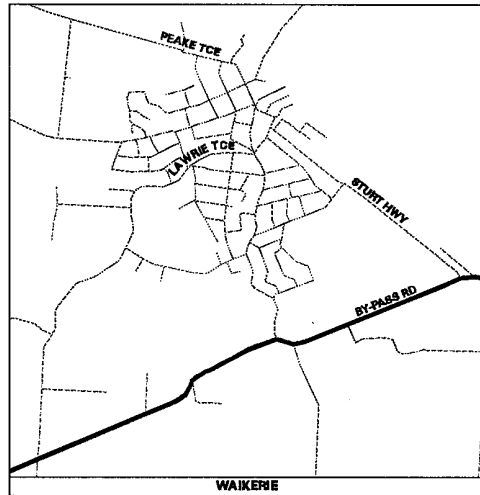 PEAKE TCE
LAWRIE TCE
STURT HWY
BY-PASS RD
WAIKERIE